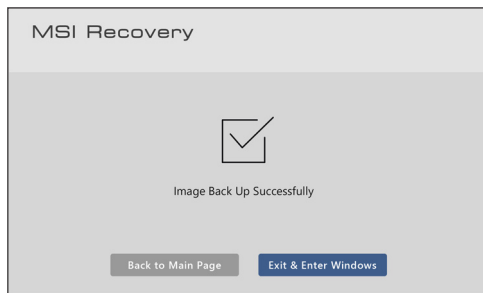 MSI Recovery
Image Back Up Successfully
Back to Main Page
Exit & Enter Windows